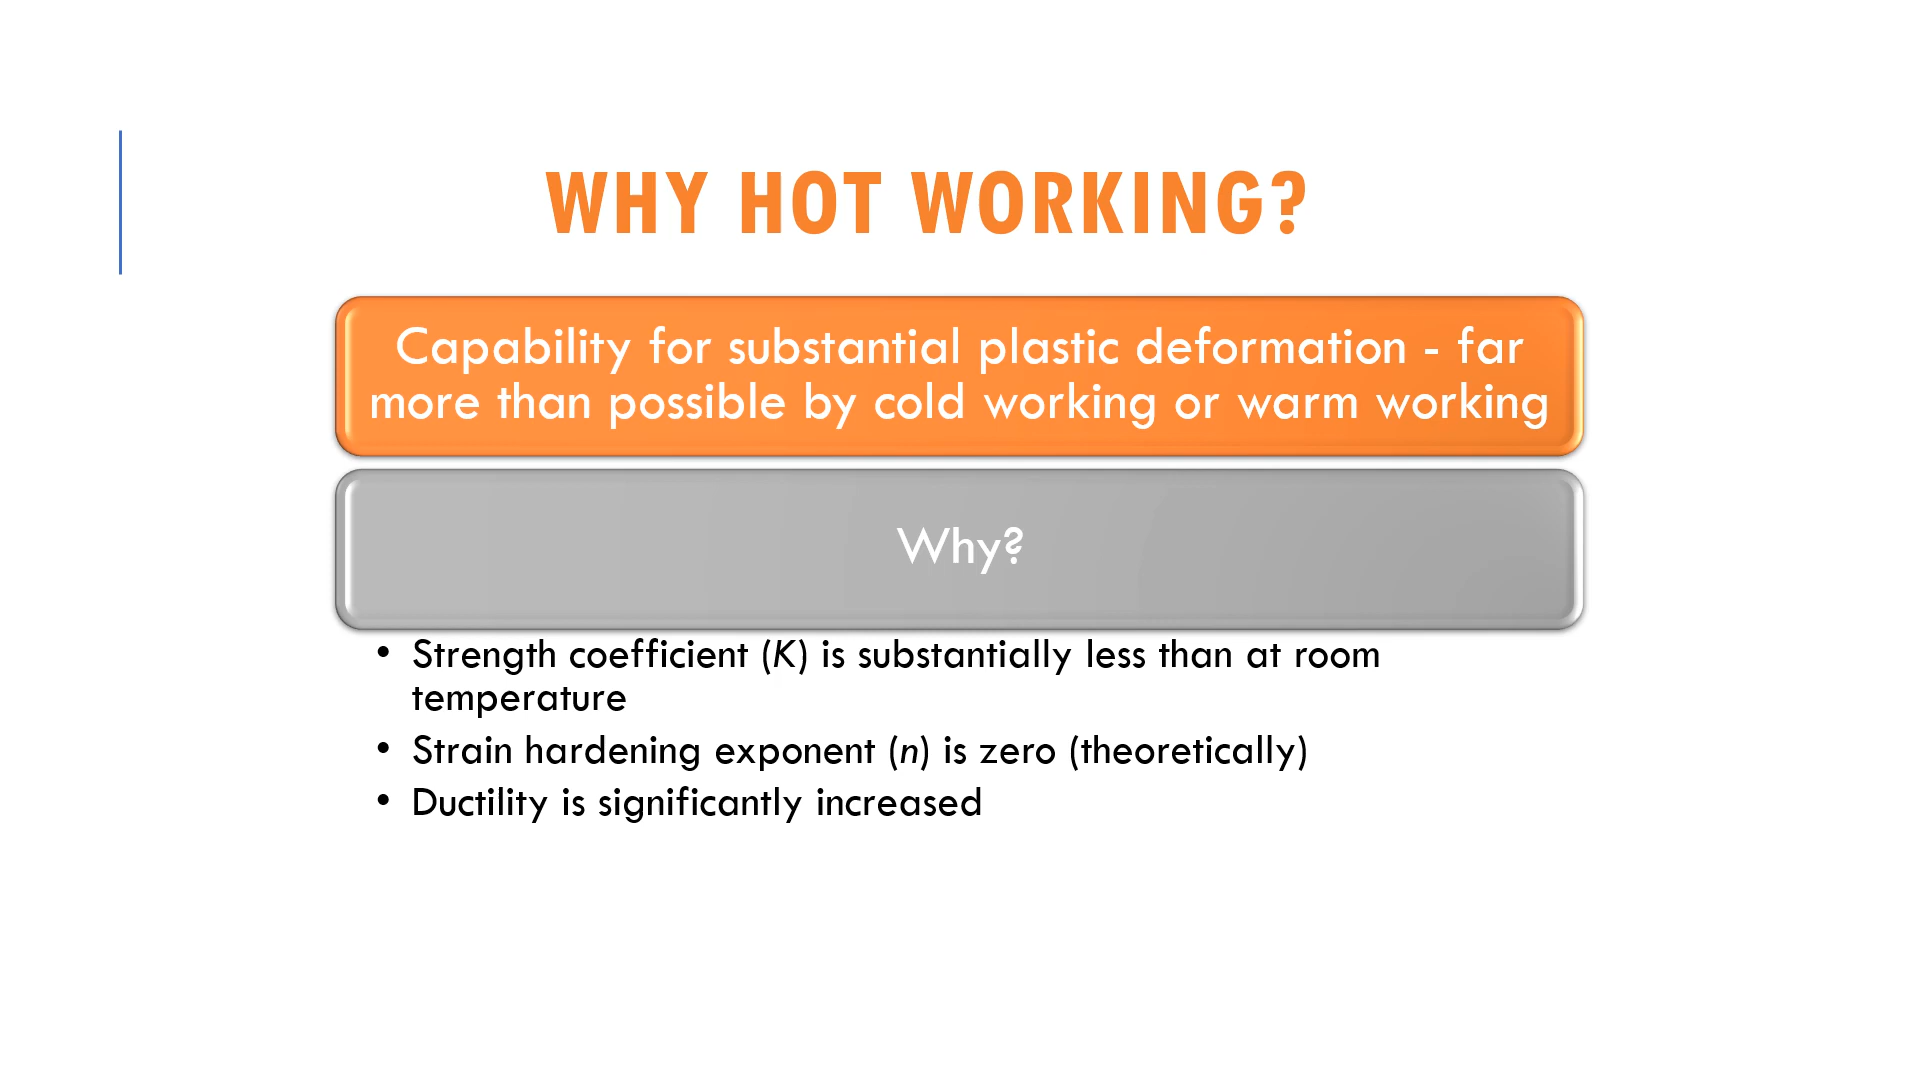 WHY HOT WORKING?
Capability for substantial plastic deformation - far
more than possible by cold working or warm working
Why?
• Strength coefficient (K) is substantially less than at room
temperature
• Strain hardening exponent (n) is zero (theoretically)
• Ductility is significantly increased